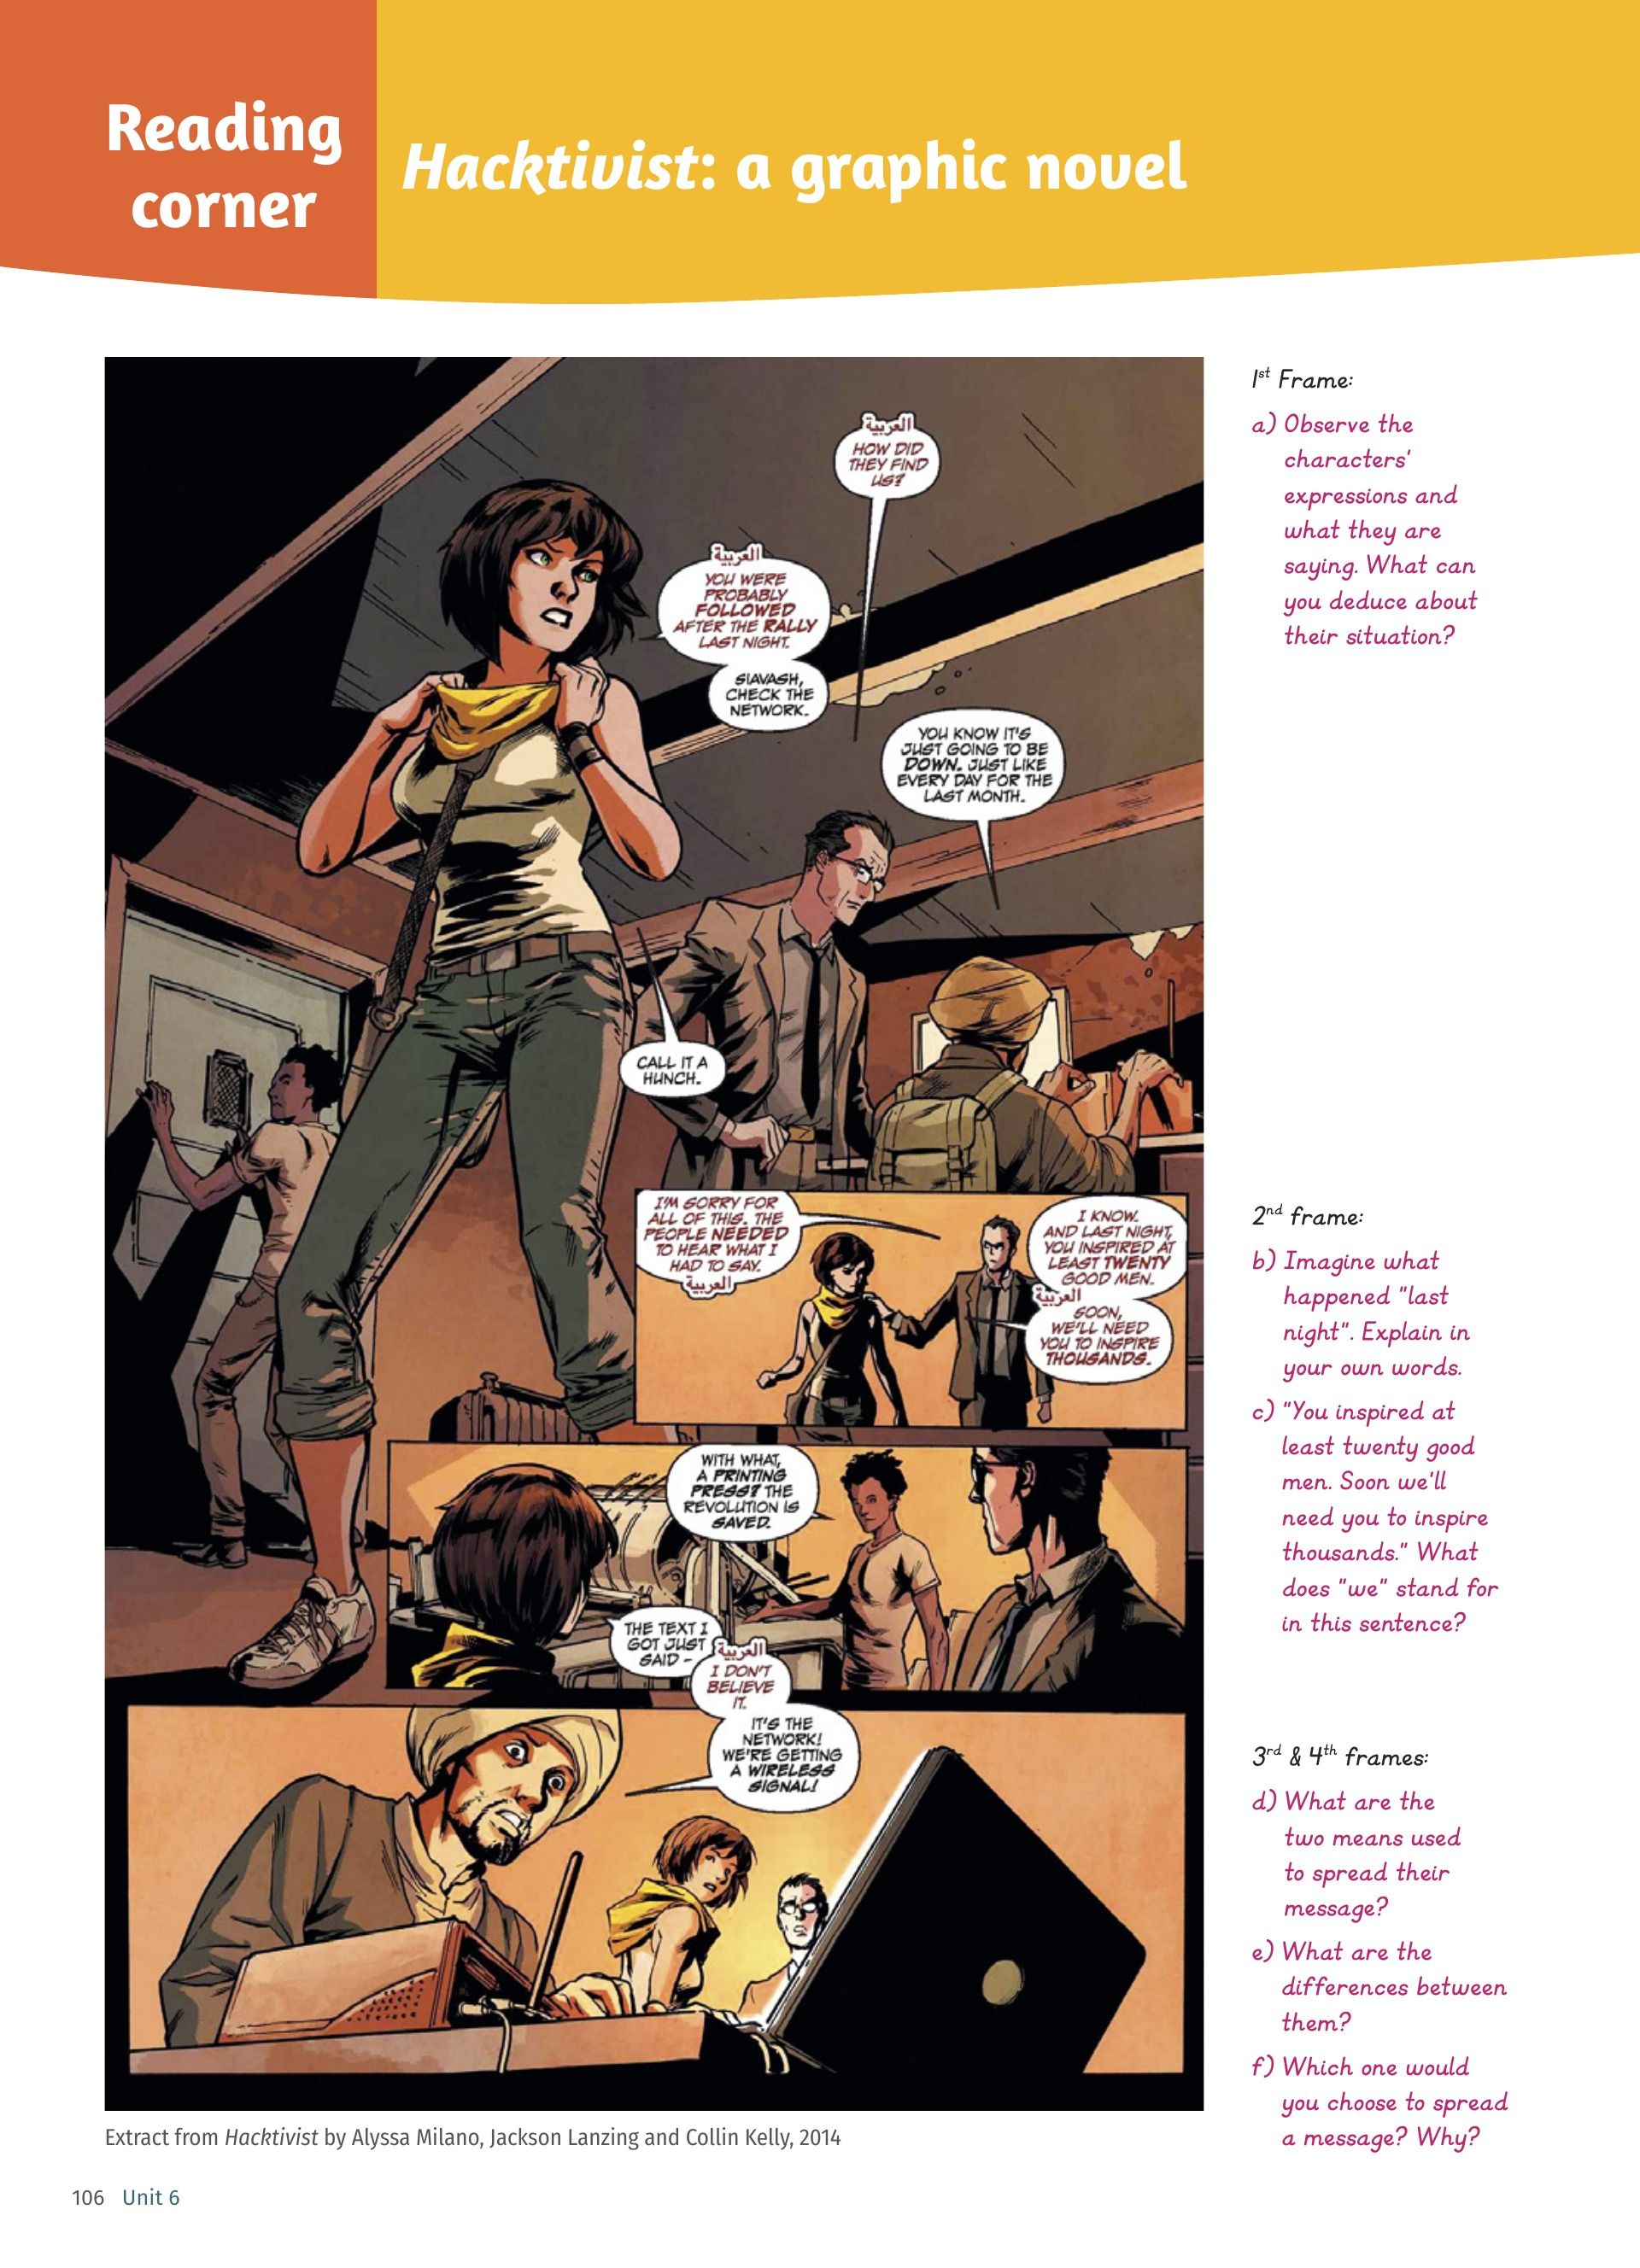 Reading
corner
Hacktivist: a graphic novel
العربية
HOW DID
THEY FIND
US?
العربية
YOU WERE
PROBABLY
FOLLOWED
AFTER THE RALLY
LAST NIGHT.
SIAVASH,
CHECK THE
NETWORK.
YOU KNOW IT'S
JUST GOING TO BE
DOWN. JUST LIKE
EVERY DAY FOR THE
LAST MONTH.
CALL IT A
HUNCH.
I'M SORRY FOR
ALL OF THIS. THE
PEOPLE NEEDED
TO HEAR WHAT I
HAD TO SAY.
العربية
I KNOW.
AND LAST NIGHT,
YOU INSPIRED AT
LEAST TWENTY
GOOD MEN.
العربية
SOON,
WE'LL NEED
YOU TO INSPIRE
THOUSANDS.
WITH WHAT,
A PRINTING
PRESS? THE
REVOLUTION IS
SAVED.
THE TEXT I
GOT JUST
SAID -
العربية
I DON'T
BELIEVE
IT.
IT'S THE
NETWORK!
WE'RE GETTING
A WIRELESS
SIGNAL!
Extract from Hacktivist by Alyssa Milano, Jackson Lanzing and Collin Kelly, 2014
1st Frame:
a) Observe the
characters'
expressions and
what they are
saying. What can
you deduce about
their situation?
2nd frame:
b) Imagine what
happened "last
night". Explain in
your own words.
c) "You inspired at
least twenty good
men. Soon we'll
need you to inspire
thousands." What
does "we" stand for
in this sentence?
3rd & 4th frames:
d) What are the
two means used
to spread their
message?
e) What are the
differences between
them?
f) Which one would
you choose to spread
a message? Why?
106 Unit 6